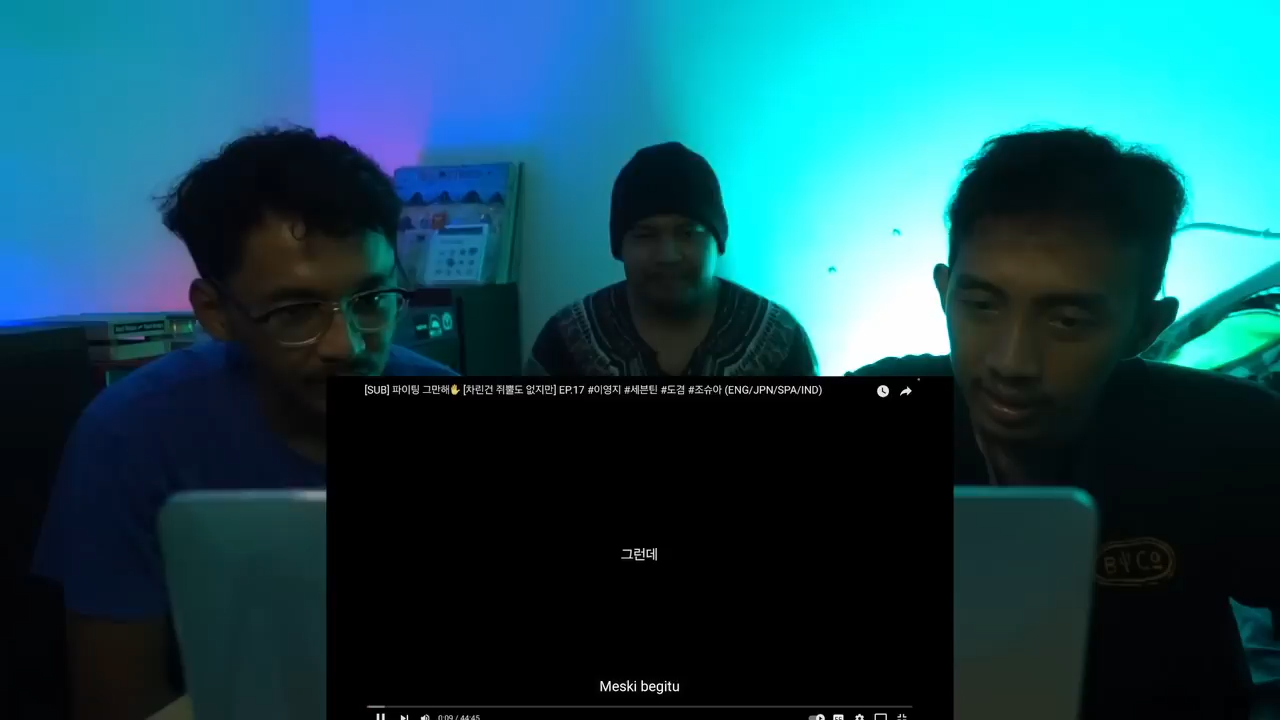 [SUB] 파이팅 그만해✋ [차린건 쥐뿔도 없지만] EP.17 #이영지 #세븐틴 #도겸 #조슈아 (ENG/JPN/SPA/IND)
그런데
B Co
Meski begitu
0:09 / 44:45